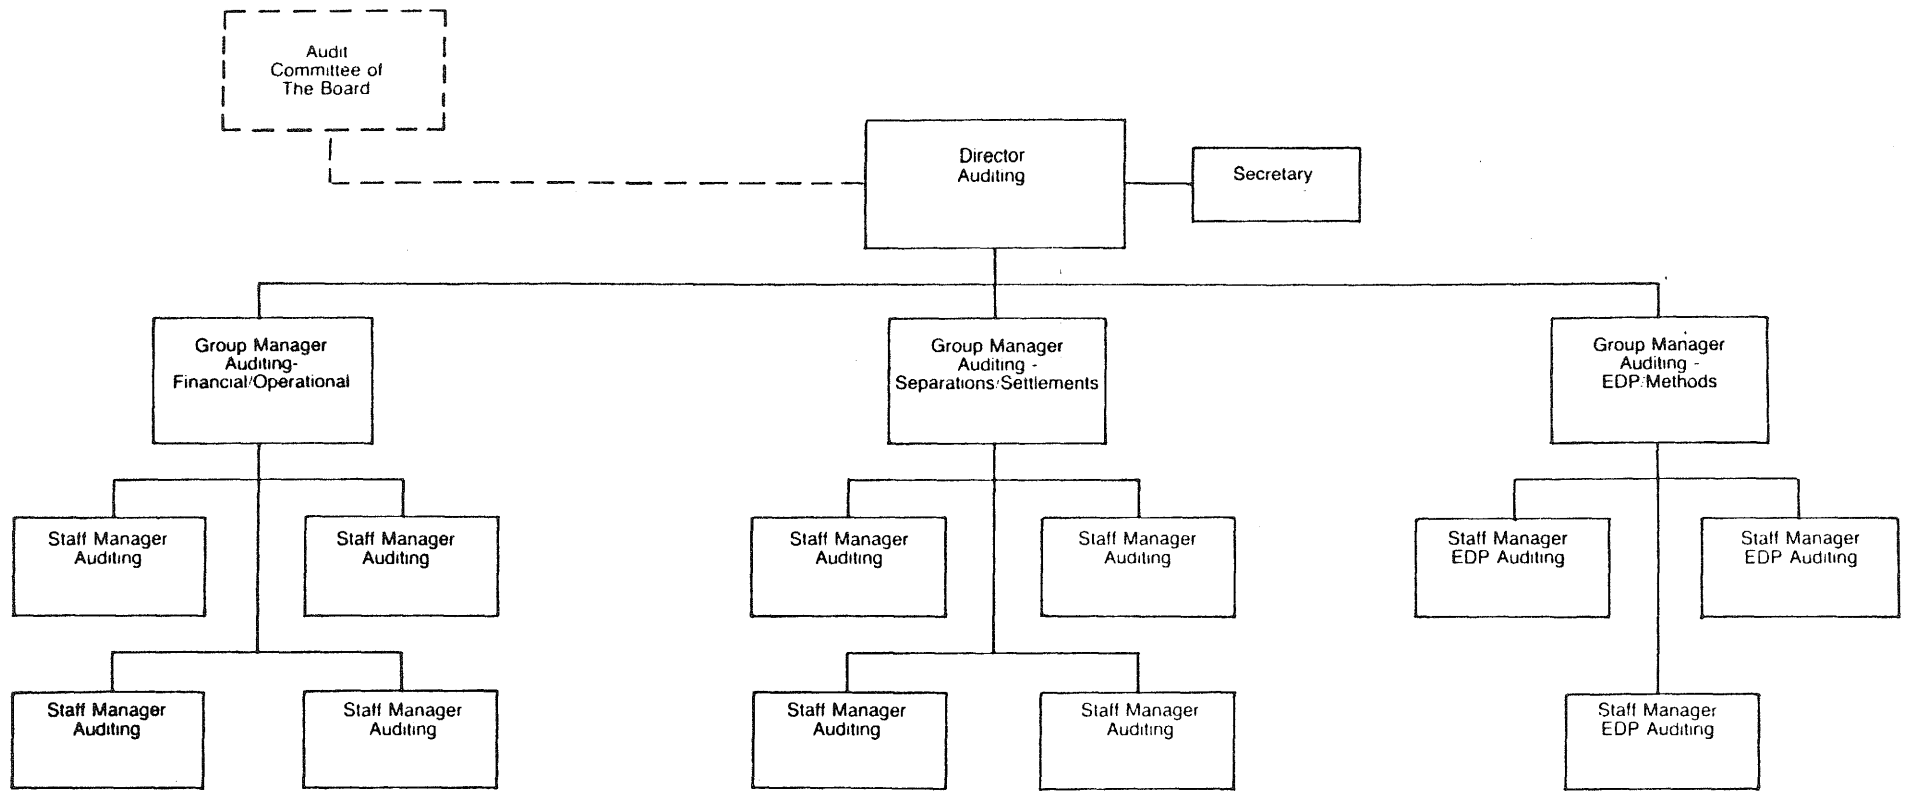 Audit
Committee of
The Board
Director
Auditing
Secretary
Group Manager
Auditing-
Financial/Operational
Group Manager
Auditing -
Separations/Settlements
Group Manager
Auditing -
EDP/Methods
Staff Manager
Auditing
Staff Manager
Auditing
Staff Manager
Auditing
Staff Manager
Auditing
Staff Manager
EDP Auditing
Staff Manager
EDP Auditing
Staff Manager
Auditing
Staff Manager
Auditing
Staff Manager
Auditing
Staff Manager
Auditing
Staff Manager
EDP Auditing